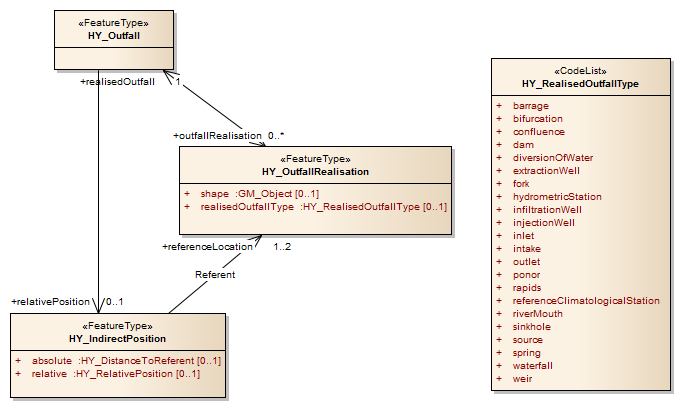 «FeatureType»
HY_Outfall
+realisedOutfall
1
+outfallRealisation 0..*
«FeatureType»
HY_OutfallRealisation
+ shape :GM_Object [0..1]
+ realisedOutfallType :HY_RealisedOutfallType [0..1]
+referenceLocation
1..2
Referent
+relativePosition
0..1
«FeatureType»
HY_IndirectPosition
+ absolute :HY_DistanceToReferent [0..1]
+ relative :HY_RelativePosition [0..1]
«CodeList»
HY_RealisedOutfallType
+ barrage
+ bifurcation
+ confluence
+ dam
+ diversionOfWater
+ extractionWell
+ fork
+ hydrometricStation
+ infiltrationWell
+ injectionWell
+ inlet
+ intake
+ outlet
+ ponor
+ rapids
+ referenceClimatologicalStation
+ riverMouth
+ sinkhole
+ source
+ spring
+ waterfall
+ weir